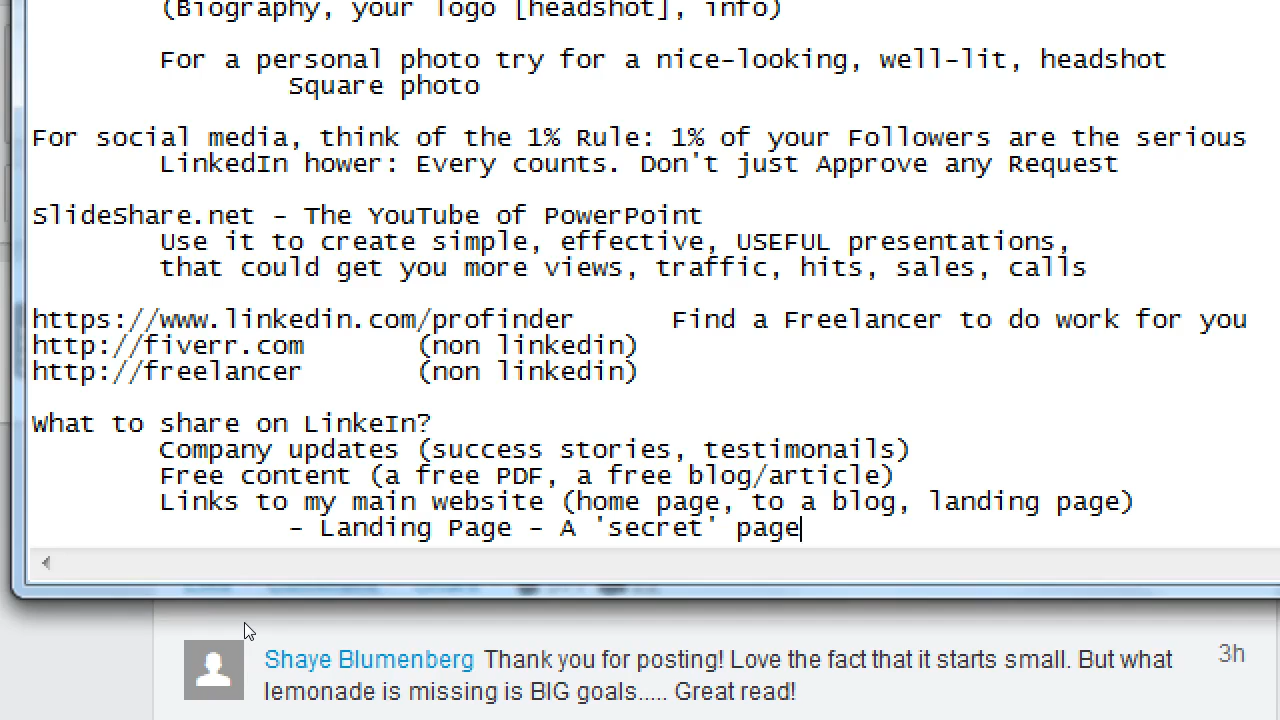 (Biography, your logo [headshot], info)
For a personal photo try for a nice-looking, well-lit, headshot
Square photo
For social media, think of the 1% Rule: 1% of your Followers are the serious
LinkedIn hower: Every counts. Don't just Approve any Request
SlideShare.net - The YouTube of PowerPoint
Use it to create simple, effective, USEFUL presentations,
that could get you more views, traffic, hits, sales, calls
https://www.linkedin.com/profinder Find a Freelancer to do work for you
http://fiverr.com (non linkedin)
http://freelancer (non linkedin)
What to share on LinkeIn?
Company updates (success stories, testimonails)
Free content (a free PDF, a free blog/article)
Links to my main website (home page, to a blog, landing page)
- Landing Page - A 'secret' page
Shaye Blumenberg Thank you for posting! Love the fact that it starts small. But what 3h
lemonade is missing is BIG goals..... Great read!